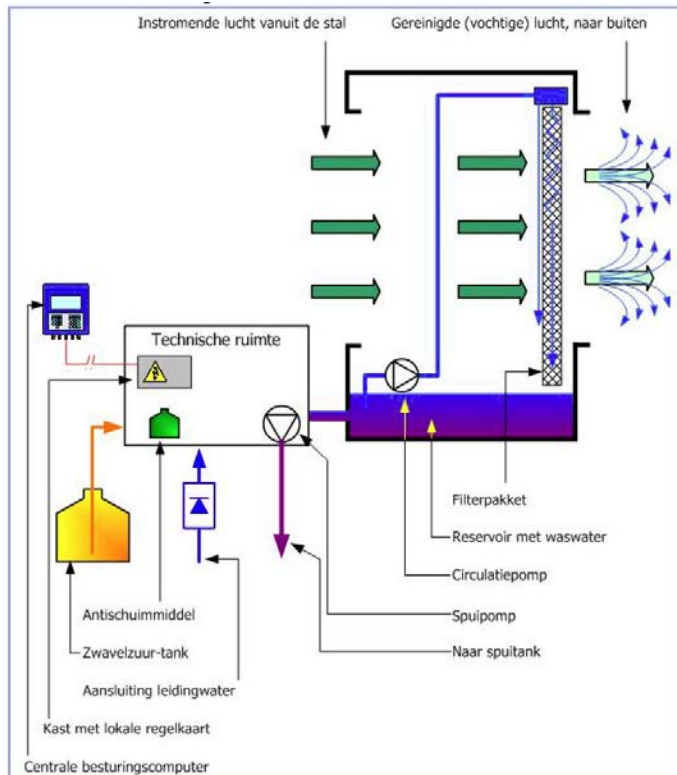 Instromende lucht vanuit de stal
Gereinigde (vochtige) lucht, naar buiten
Technische ruimte
Filterpakket
Reservoir met waswater
Circulatiepomp
Antischuimmiddel
Spuipomp
Zwavelzuur-tank
Naar spuitank
Aansluiting leidingwater
Kast met lokale regelkaart
Centrale besturingscomputer